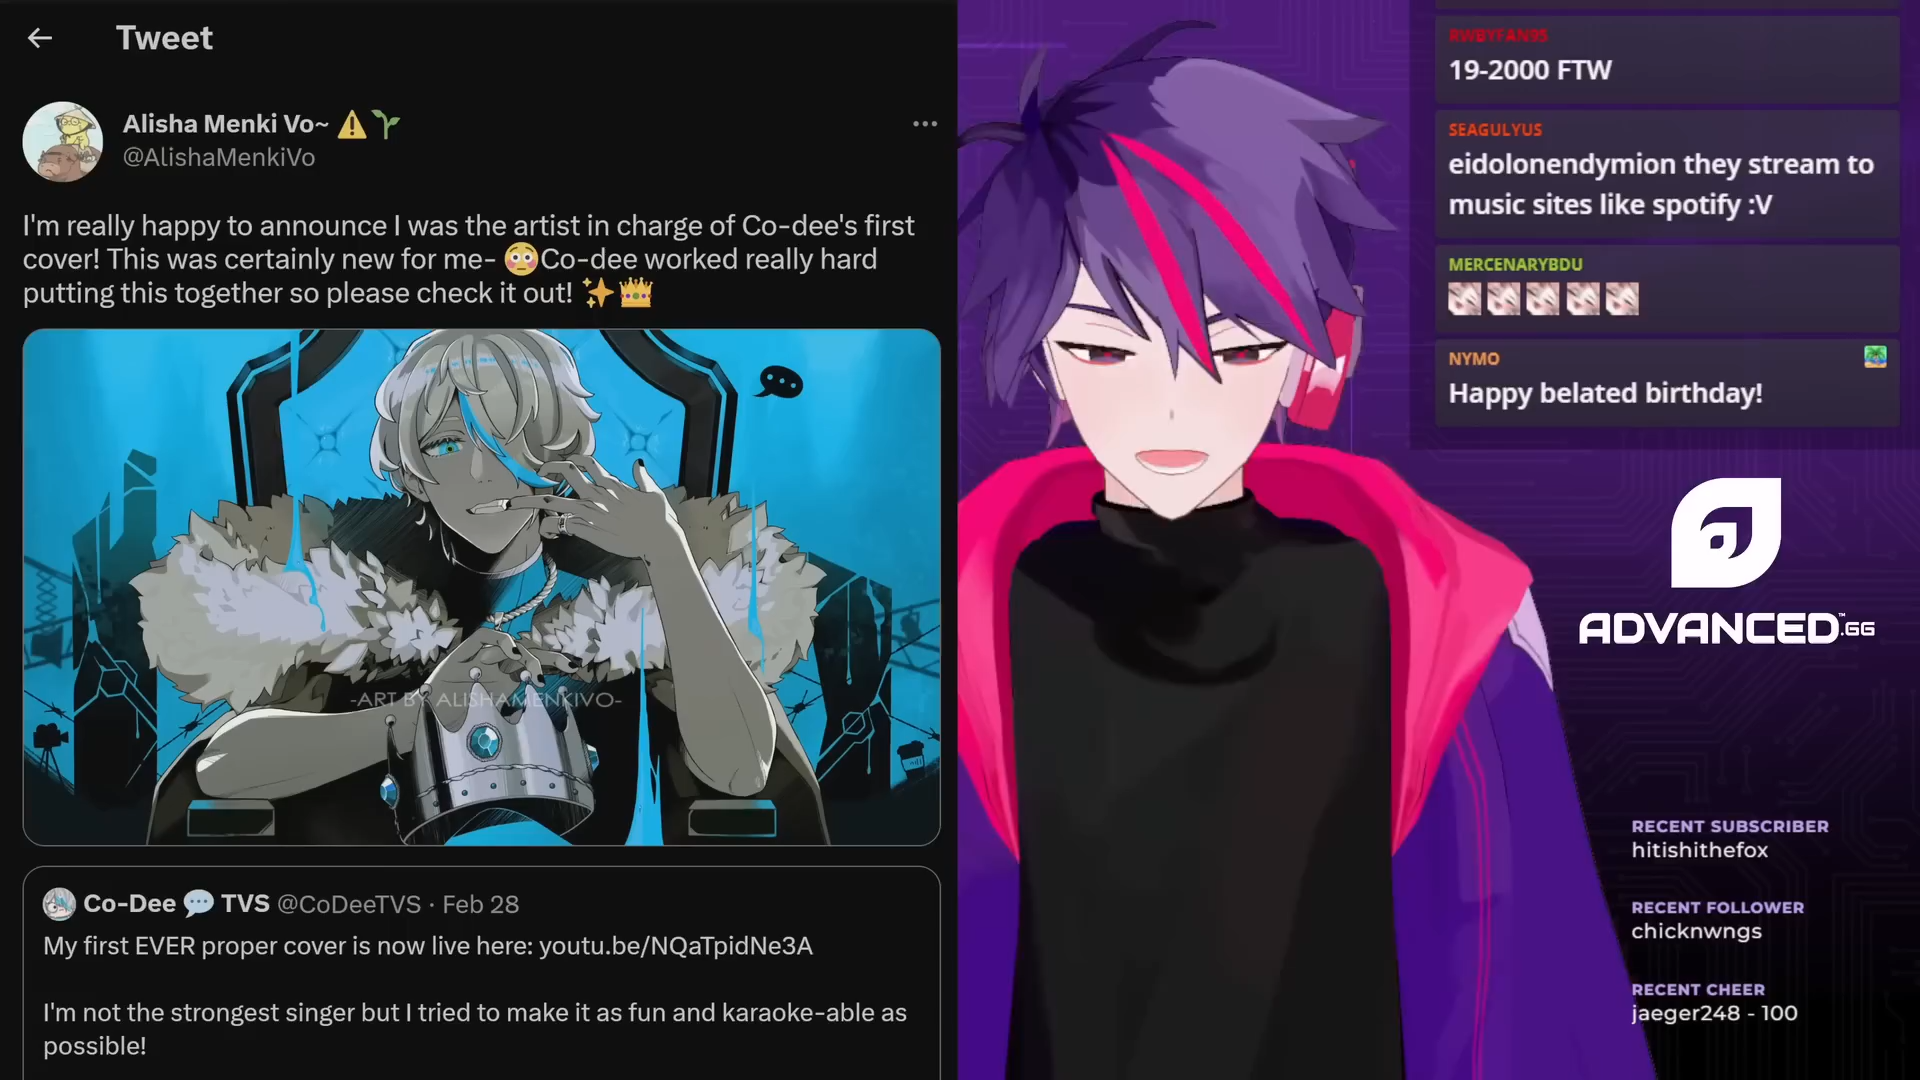 Tweet
Alisha Menki Vo~ ⚠️🌱
@AlishaMenkiVo
I'm really happy to announce I was the artist in charge of Co-dee's first
cover! This was certainly new for me- 😳Co-dee worked really hard
putting this together so please check it out! ✨👑
-ART BY ALISHAMENKIVO-
Co-Dee 💬 TVS @CoDeeTVS · Feb 28
My first EVER proper cover is now live here: youtu.be/NQaTpidNe3A
I'm not the strongest singer but I tried to make it as fun and karaoke-able as
possible!
RWBYFAN95
19-2000 FTW
SEAGULYUS
eidolonendymion they stream to
music sites like spotify :V
MERCENARYBDU
NYMO
Happy belated birthday!
ADVANCED.GG™
RECENT SUBSCRIBER
hitishithefox
RECENT FOLLOWER
chicknwngs
RECENT CHEER
jaeger248 - 100